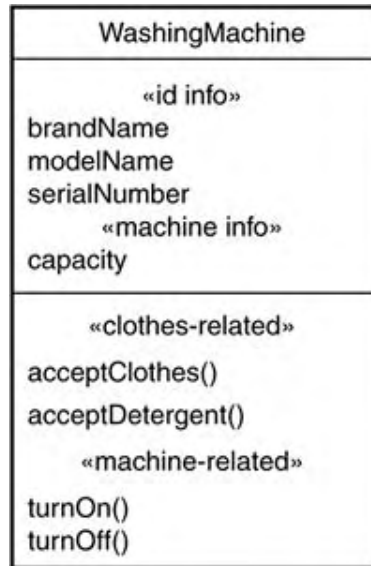 WashingMachine
«id info»
brandName
modelName
serialNumber
«machine info»
capacity
«clothes-related»
acceptClothes()
acceptDetergent()
«machine-related»
turnOn()
turnOff()